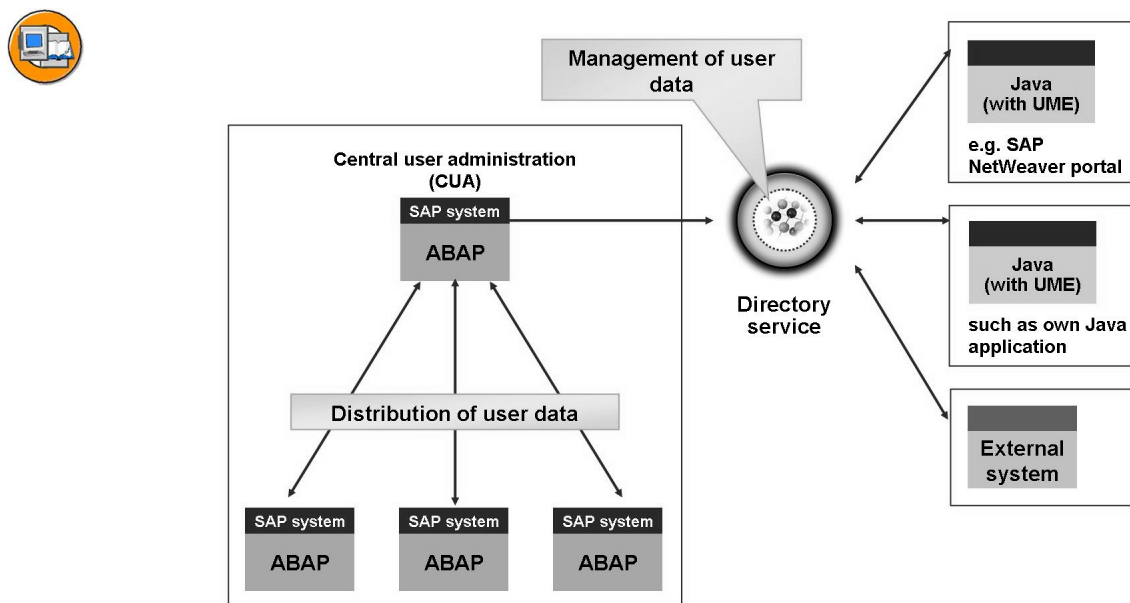 Management of user
data
Central user administration
(CUA)
SAP system
ABAP
Distribution of user data
SAP system
ABAP
SAP system
ABAP
SAP system
ABAP
Directory
service
Java
(with UME)
e.g. SAP
NetWeaver portal
Java
(with UME)
such as own Java
application
External
system